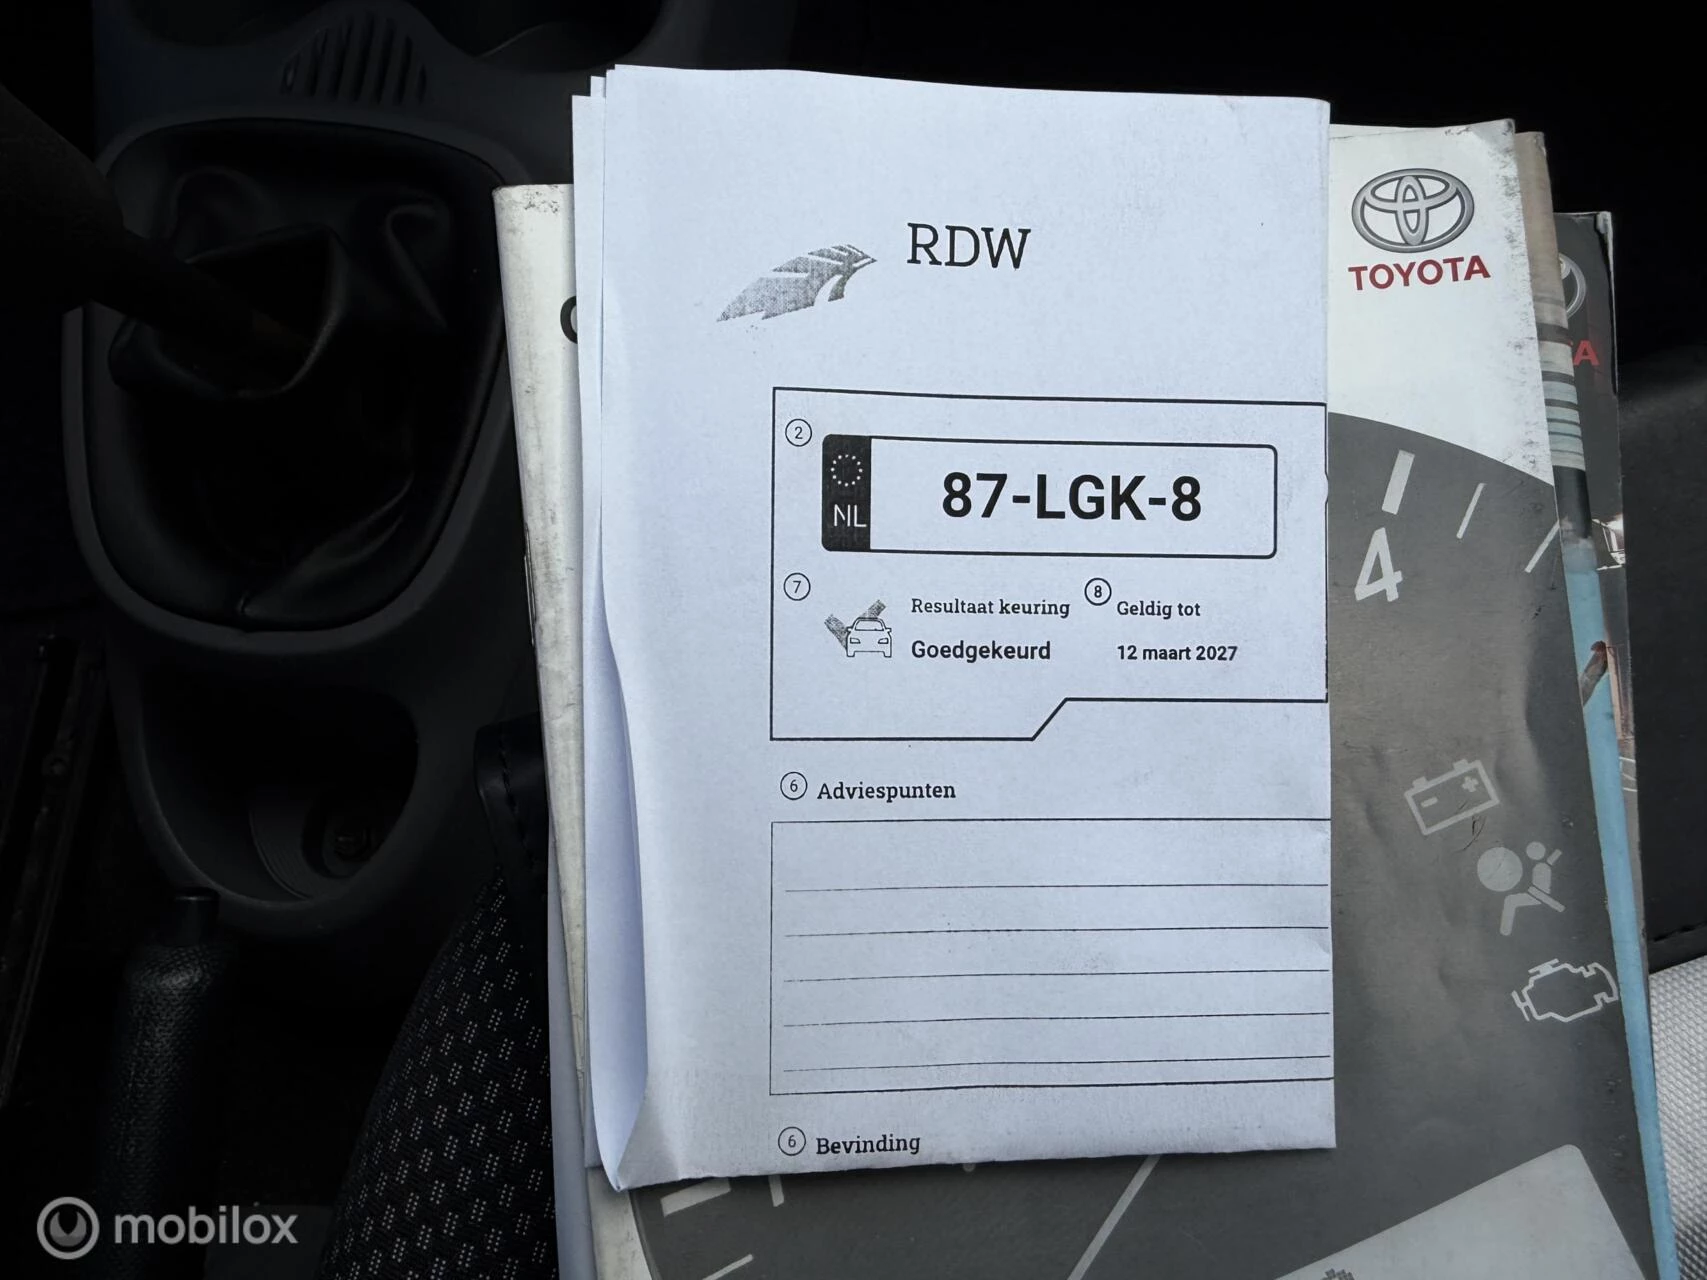 RDW
TOYOTA
2
NL
87-LGK-8
4
7
Resultaat keuring
8
Geldig tot
Goedgekeurd
12 maart 2027
6
Adviespunten
6
Bevinding
mobilox